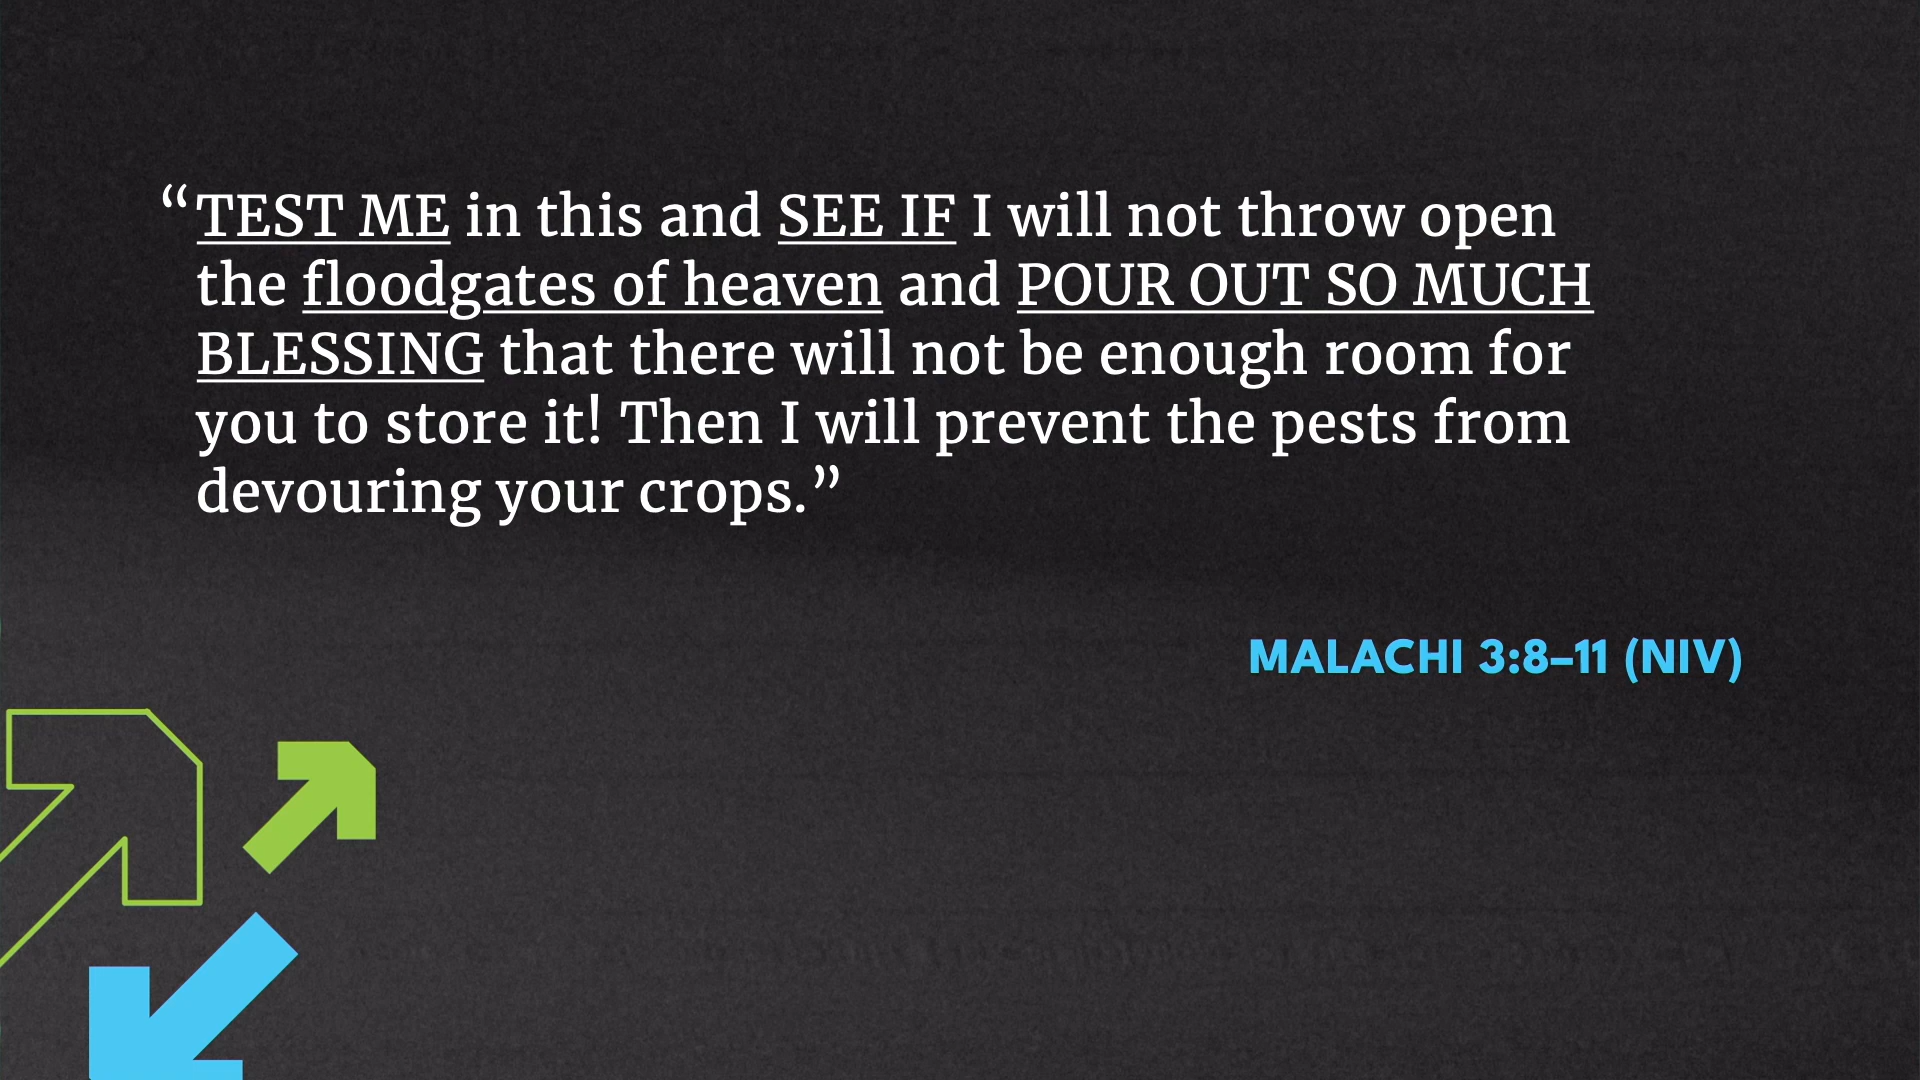 “TEST ME in this and SEE IF I will not throw open
the floodgates of heaven and POUR OUT SO MUCH
BLESSING that there will not be enough room for
you to store it! Then I will prevent the pests from
devouring your crops.”
MALACHI 3:8–11 (NIV)